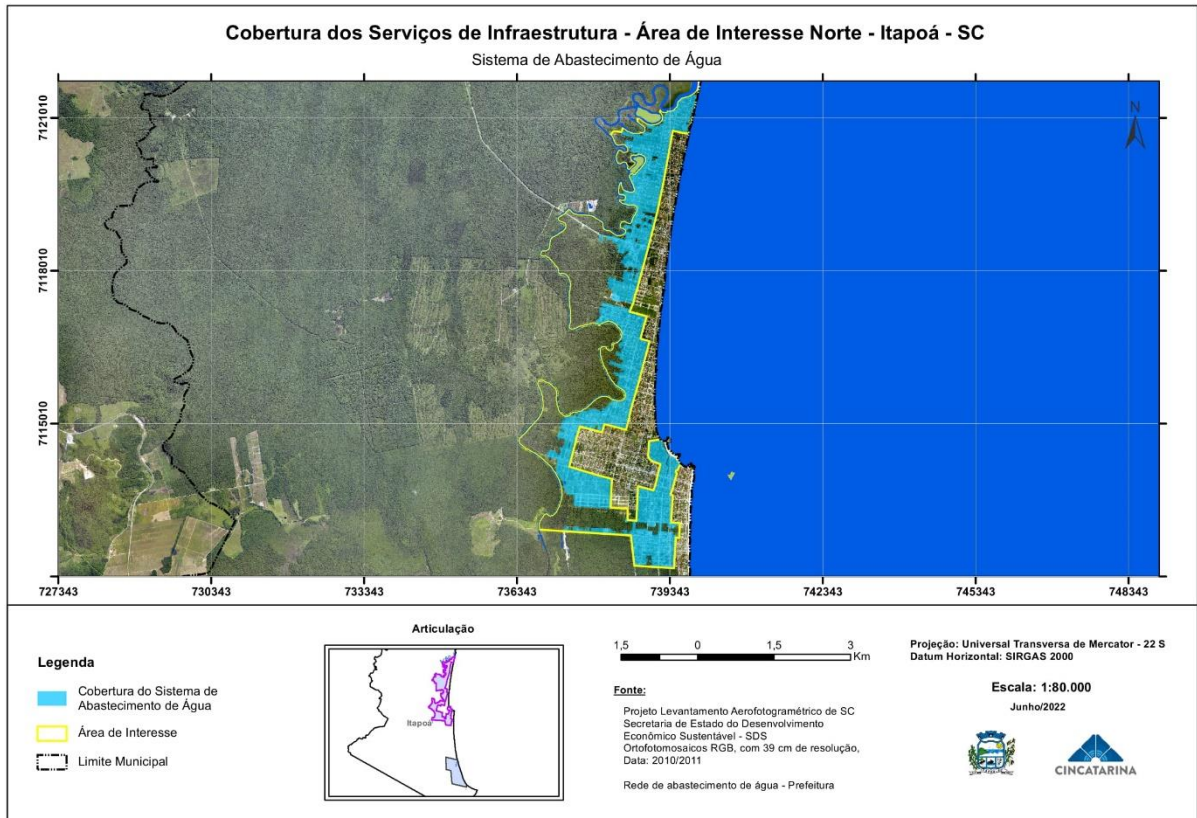 Cobertura dos Serviços de Infraestrutura - Área de Interesse Norte - Itapoá - SC
Sistema de Abastecimento de Água
N
7121010
7118010
7115010
727343 730343 733343 736343 739343 742343 745343 748343
Legenda
Cobertura do Sistema de
Abastecimento de Água
Área de Interesse
Limite Municipal
Articulação
Itapoá
1,5 0 1,5 3
Km
Fonte:
Projeto Levantamento Aerofotogramétrico de SC
Secretaria de Estado do Desenvolvimento
Econômico Sustentável - SDS
Ortofotomosaicos RGB, com 39 cm de resolução,
Data: 2010/2011
Rede de abastecimento de água - Prefeitura
Projeção: Universal Transversa de Mercator - 22 S
Datum Horizontal: SIRGAS 2000
Escala: 1:80.000
Junho/2022
CINCATARINA